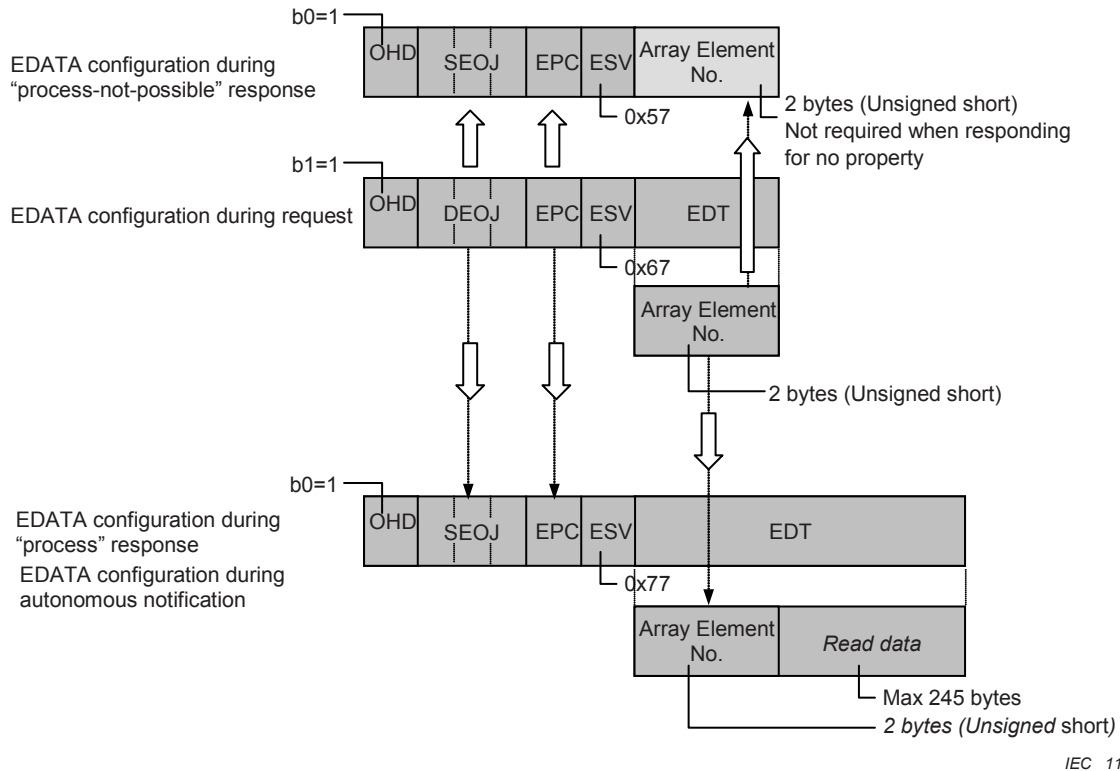 b0=1
OHD SEOJ EPC ESV Array Element
No.
EDATA configuration during
“process-not-possible” response
0x57
2 bytes (Unsigned short)
Not required when responding
for no property
b1=1
OHD DEOJ EPC ESV EDT
EDATA configuration during request
0x67
Array Element
No.
2 bytes (Unsigned short)
b0=1
OHD SEOJ EPC ESV EDT
EDATA configuration during
“process” response
EDATA configuration during
autonomous notification
0x77
Array Element
No.
Read data
Max 245 bytes
2 bytes (Unsigned short)
IEC 11